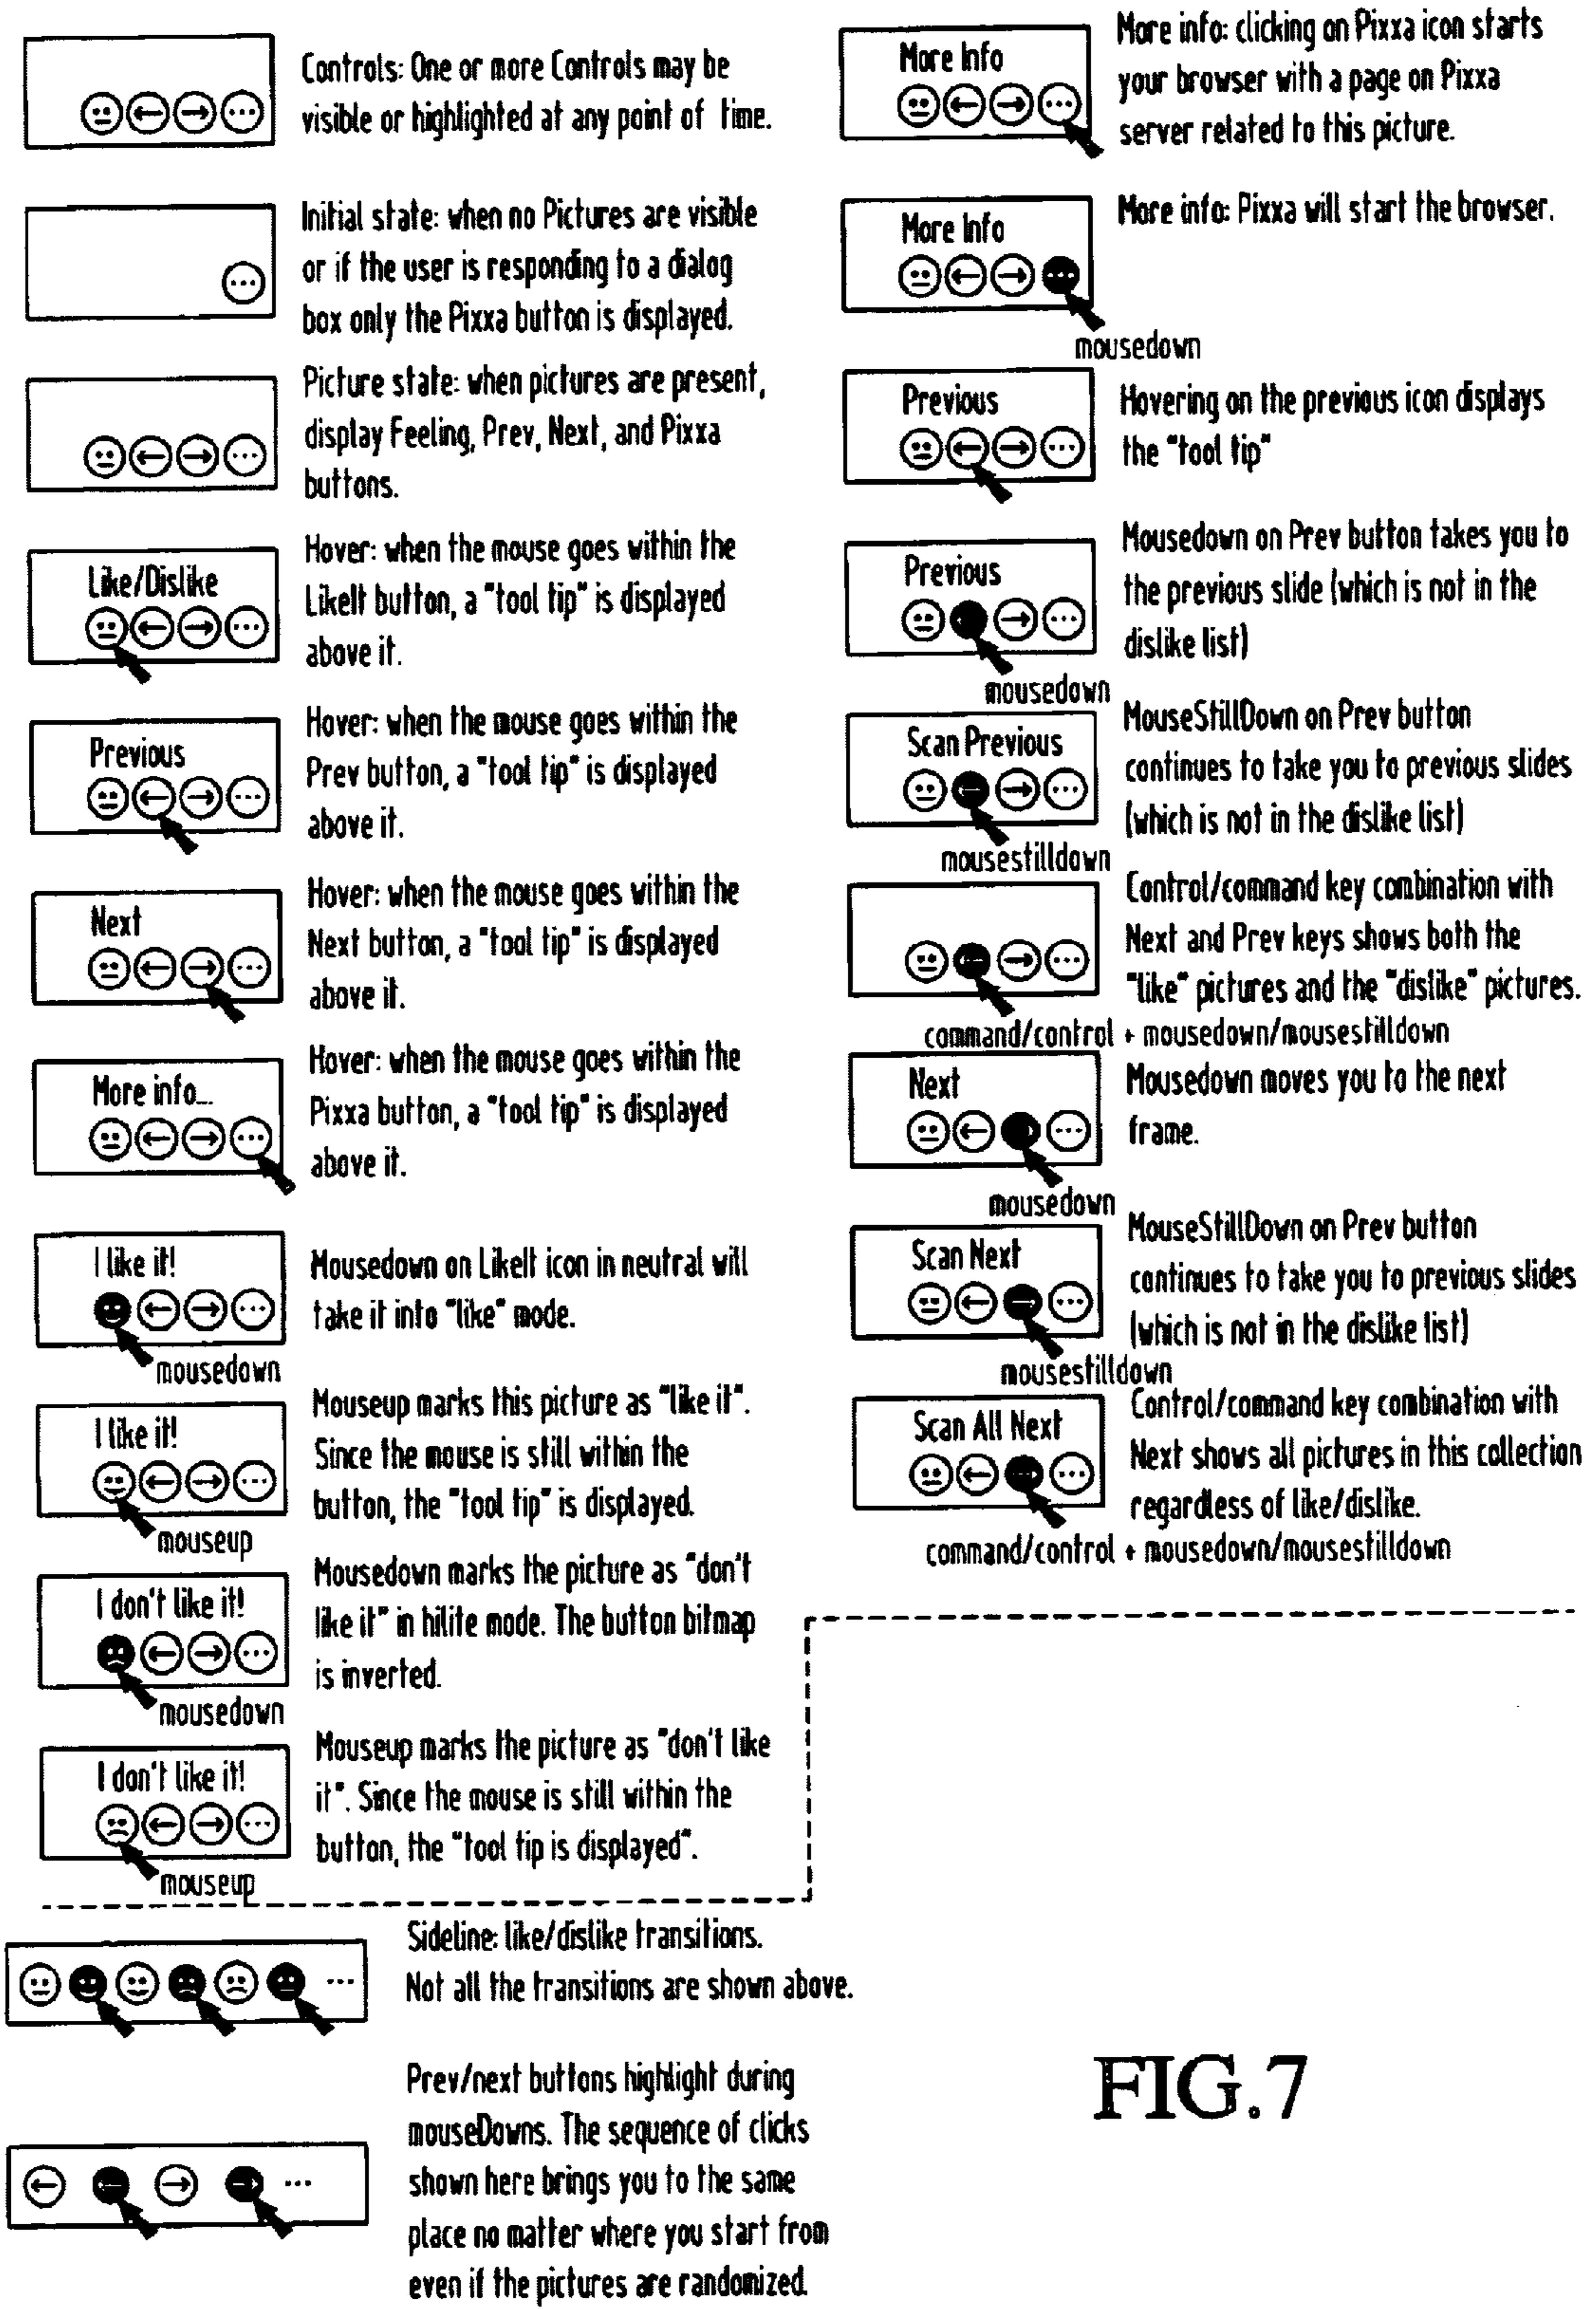 Controls: One or more Controls may be
visible or highlighted at any point of time.
Initial state: when no Pictures are visible
or if the user is responding to a dialog
box only the Pixxa button is displayed.
Picture state: when pictures are present,
display Feeling, Prev, Next, and Pixxa
buttons.
Like/Dislike
Hover: when the mouse goes within the
LikeIt button, a "tool tip" is displayed
above it.
Previous
Hover: when the mouse goes within the
Prev button, a "tool tip" is displayed
above it.
Next
Hover: when the mouse goes within the
Next button, a "tool tip" is displayed
above it.
More info...
Hover: when the mouse goes within the
Pixxa button, a "tool tip" is displayed
above it.
I like it!
mousedown
Mousedown on LikeIt icon in neutral will
take it into "like" mode.
I like it!
mouseup
Mouseup marks this picture as "like it".
Since the mouse is still within the
button, the "tool tip" is displayed.
I don't like it!
mousedown
Mousedown marks the picture as "don't
like it" in hilite mode. The button bitmap
is inverted.
I don't like it!
mouseup
Mouseup marks the picture as "don't like
it". Since the mouse is still within the
button, the "tool tip is displayed".
More Info
More info: clicking on Pixxa icon starts
your browser with a page on Pixxa
server related to this picture.
More Info
mousedown
More info: Pixxa will start the browser.
Previous
Hovering on the previous icon displays
the "tool tip"
Previous
mousedown
Mousedown on Prev button takes you to
the previous slide (which is not in the
dislike list)
Scan Previous
mousestilldown
MouseStillDown on Prev button
continues to take you to previous slides
(which is not in the dislike list)
Control/command key combination with
Next and Prev keys shows both the
"like" pictures and the "dislike" pictures.
command/control + mousedown/mousestilldown
Next
mousedown
Mousedown moves you to the next
frame.
Scan Next
mousestilldown
MouseStillDown on Prev button
continues to take you to previous slides
(which is not in the dislike list)
Scan All Next
Control/command key combination with
Next shows all pictures in this collection
regardless of like/dislike.
command/control + mousedown/mousestilldown
Sideline: like/dislike transitions.
Not all the transitions are shown above.
Prev/next buttons highlight during
mouseDowns. The sequence of clicks
shown here brings you to the same
place no matter where you start from
even if the pictures are randomized.
FIG.7